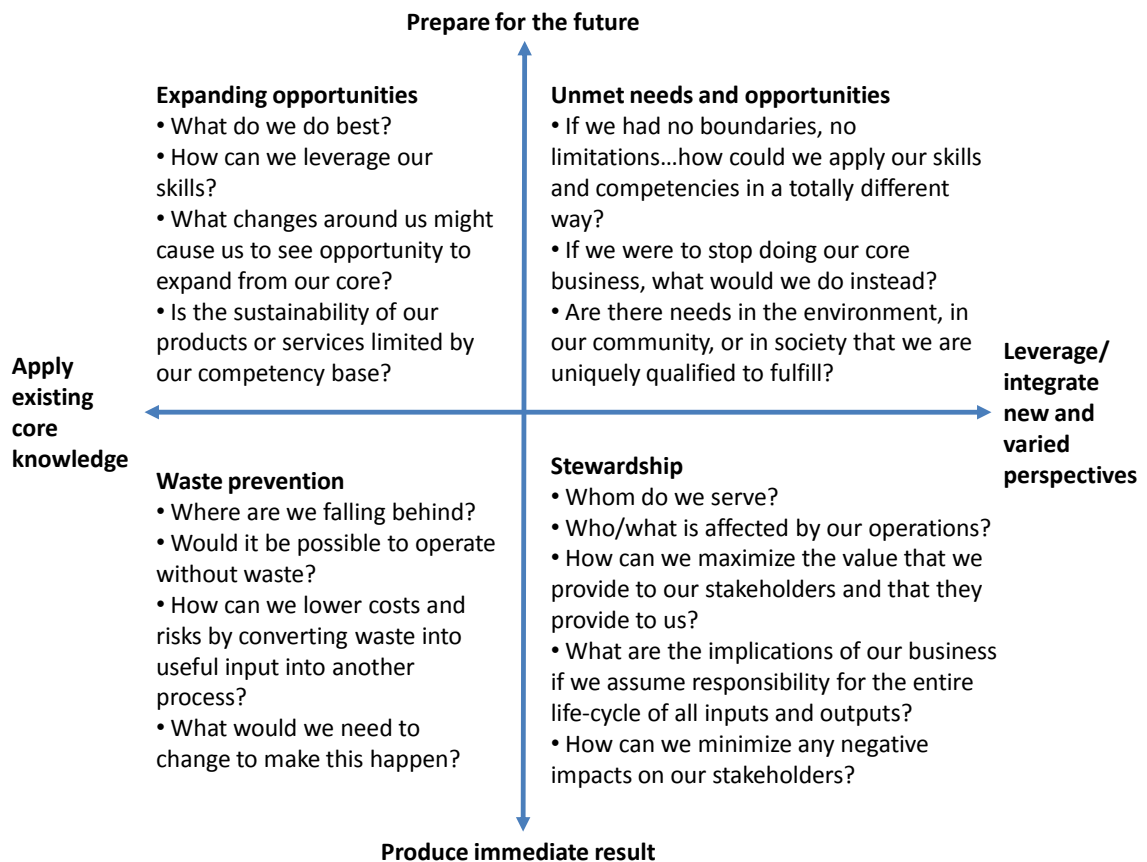 Prepare for the future
Expanding opportunities
• What do we do best?
• How can we leverage our
skills?
• What changes around us might
cause us to see opportunity to
expand from our core?
• Is the sustainability of our
products or services limited by
our competency base?
Unmet needs and opportunities
• If we had no boundaries, no
limitations…how could we apply our skills
and competencies in a totally different
way?
• If we were to stop doing our core
business, what would we do instead?
• Are there needs in the environment, in
our community, or in society that we are
uniquely qualified to fulfill?
Apply
existing
core
knowledge
Leverage/
integrate
new and
varied
perspectives
Waste prevention
• Where are we falling behind?
• Would it be possible to operate
without waste?
• How can we lower costs and
risks by converting waste into
useful input into another
process?
• What would we need to
change to make this happen?
Stewardship
• Whom do we serve?
• Who/what is affected by our operations?
• How can we maximize the value that we
provide to our stakeholders and that they
provide to us?
• What are the implications of our business
if we assume responsibility for the entire
life-cycle of all inputs and outputs?
• How can we minimize any negative
impacts on our stakeholders?
Produce immediate result